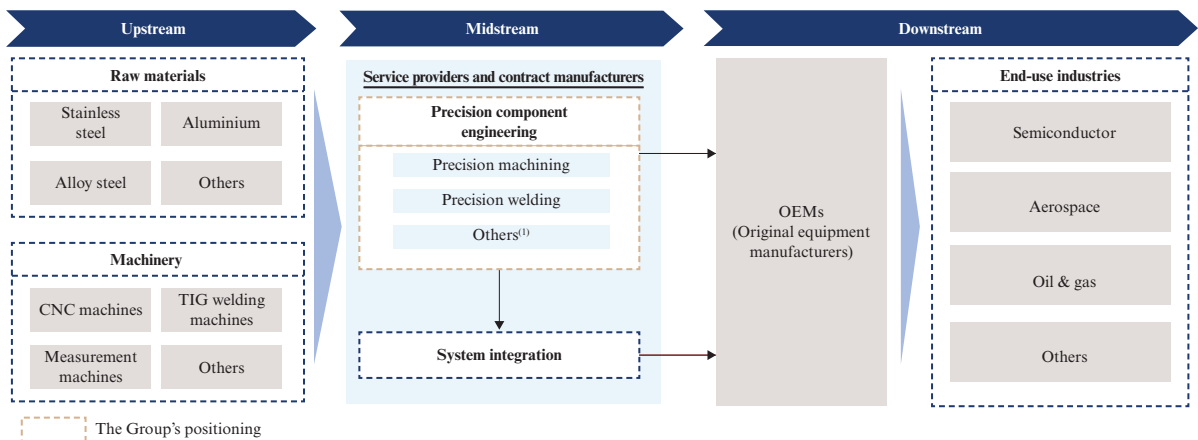 Upstream
Midstream
Downstream
Raw materials
Stainless
steel
Aluminium
Alloy steel
Others
Machinery
CNC machines
TIG welding
machines
Measurement
machines
Others
Service providers and contract manufacturers
Precision component
engineering
Precision machining
Precision welding
Others(1)
System integration
OEMs
(Original equipment
manufacturers)
End-use industries
Semiconductor
Aerospace
Oil & gas
Others
The Group's positioning